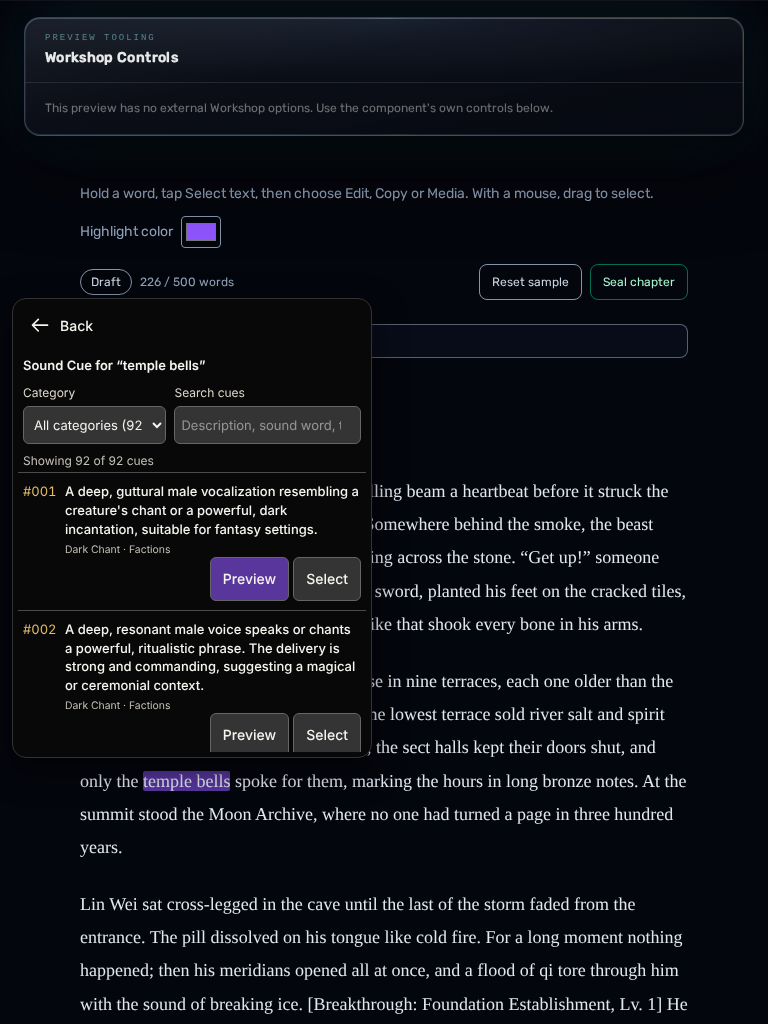 PREVIEW TOOLING
Workshop Controls
This preview has no external Workshop options. Use the component's own controls below.
Hold a word, tap Select text, then choose Edit, Copy or Media. With a mouse, drag to select.
Highlight color
Draft 226 / 500 words Reset sample Seal chapter
Back
Sound Cue for “temple bells”
Category Search cues
All categories (92 Description, sound word, t
Showing 92 of 92 cues
#001 A deep, guttural male vocalization resembling a
creature's chant or a powerful, dark
incantation, suitable for fantasy settings.
Dark Chant · Factions
Preview Select
#002 A deep, resonant male voice speaks or chants
a powerful, ritualistic phrase. The delivery is
strong and commanding, suggesting a magical
or ceremonial context.
Dark Chant · Factions
Preview Select
lling beam a heartbeat before it struck the
Somewhere behind the smoke, the beast
ing across the stone. “Get up!” someone
sword, planted his feet on the cracked tiles,
ike that shook every bone in his arms.
se in nine terraces, each one older than the
he lowest terrace sold river salt and spirit
, the sect halls kept their doors shut, and
only the temple bells spoke for them, marking the hours in long bronze notes. At the
summit stood the Moon Archive, where no one had turned a page in three hundred
years.
Lin Wei sat cross-legged in the cave until the last of the storm faded from the
entrance. The pill dissolved on his tongue like cold fire. For a long moment nothing
happened; then his meridians opened all at once, and a flood of qi tore through him
with the sound of breaking ice. [Breakthrough: Foundation Establishment, Lv. 1] He